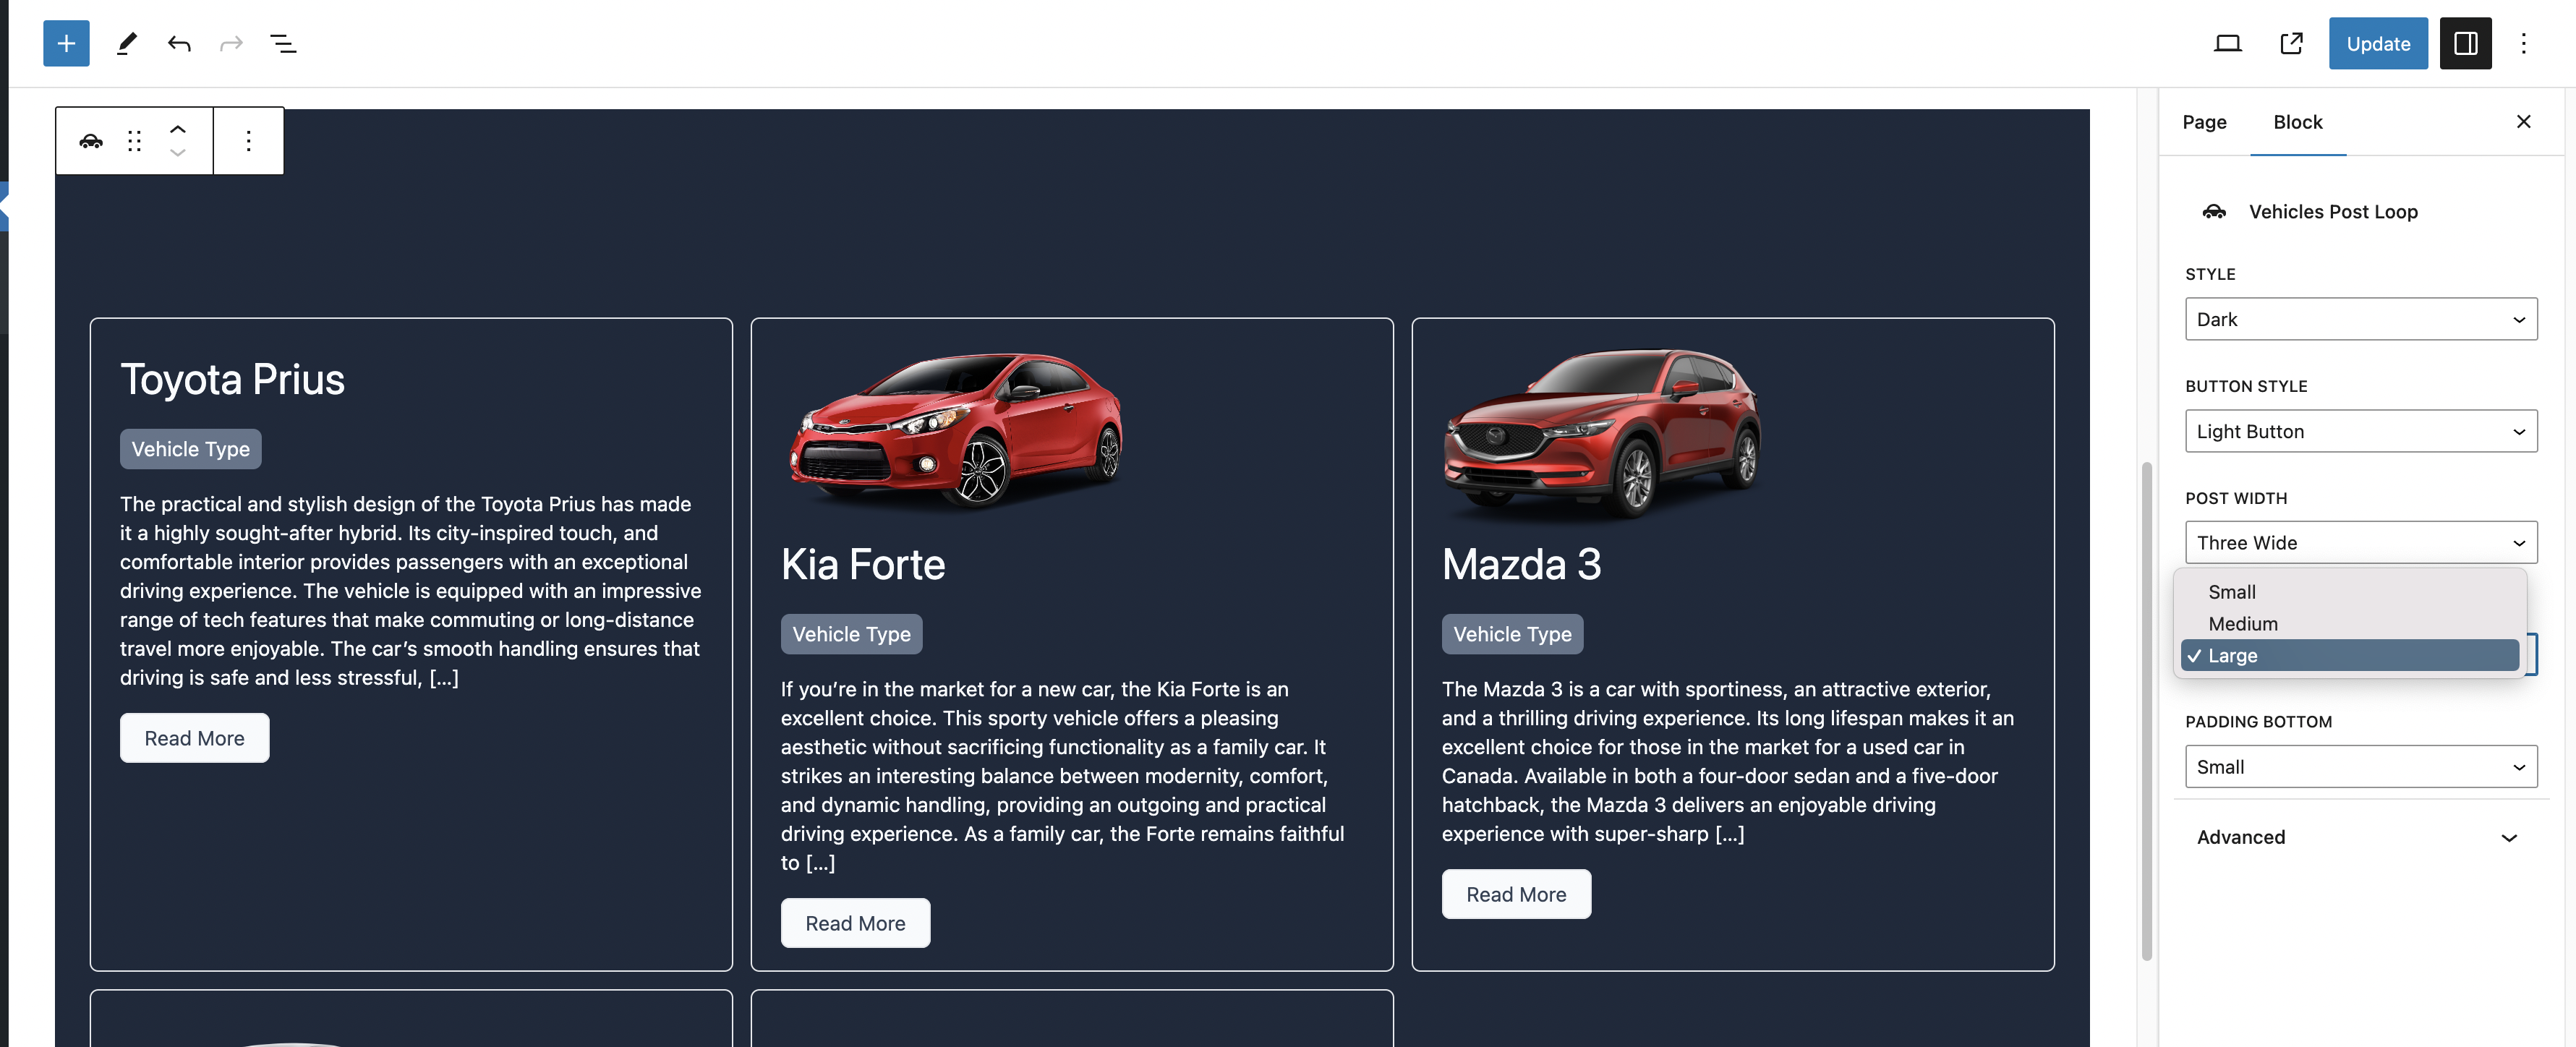 Update
Toyota Prius
Vehicle Type
The practical and stylish design of the Toyota Prius has made
it a highly sought-after hybrid. Its city-inspired touch, and
comfortable interior provides passengers with an exceptional
driving experience. The vehicle is equipped with an impressive
range of tech features that make commuting or long-distance
travel more enjoyable. The car’s smooth handling ensures that
driving is safe and less stressful, [...]
Read More
Kia Forte
Vehicle Type
If you’re in the market for a new car, the Kia Forte is an
excellent choice. This sporty vehicle offers a pleasing
aesthetic without sacrificing functionality as a family car. It
strikes an interesting balance between modernity, comfort,
and dynamic handling, providing an outgoing and practical
driving experience. As a family car, the Forte remains faithful
to [...]
Read More
Mazda 3
Vehicle Type
The Mazda 3 is a car with sportiness, an attractive exterior,
and a thrilling driving experience. Its long lifespan makes it an
excellent choice for those in the market for a used car in
Canada. Available in both a four-door sedan and a five-door
hatchback, the Mazda 3 delivers an enjoyable driving
experience with super-sharp [...]
Read More
Page
Block
Vehicles Post Loop
STYLE
Dark
BUTTON STYLE
Light Button
POST WIDTH
Three Wide
Small
Medium
Large
PADDING BOTTOM
Small
Advanced